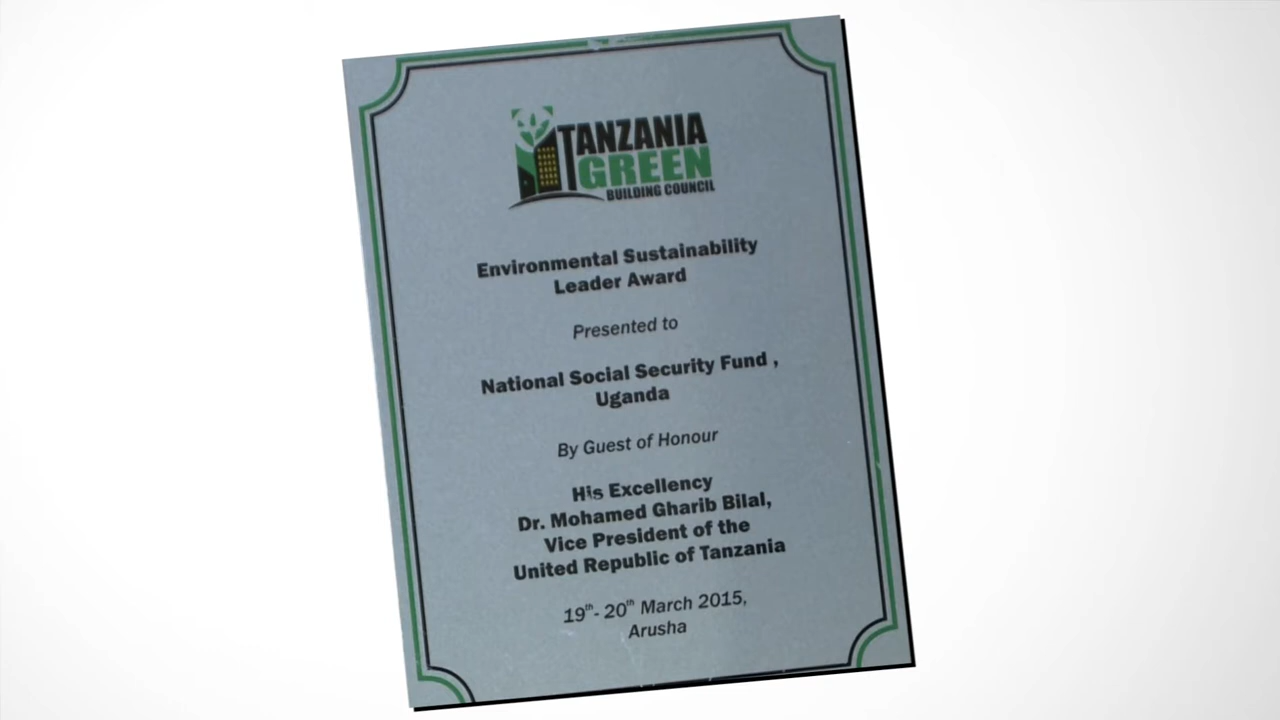 TANZANIA
GREEN
BUILDING COUNCIL
Environmental Sustainability
Leader Award
Presented to
National Social Security Fund ,
Uganda
By Guest of Honour
His Excellency
Dr. Mohamed Gharib Bilal,
Vice President of the
United Republic of Tanzania
19th- 20th March 2015,
Arusha